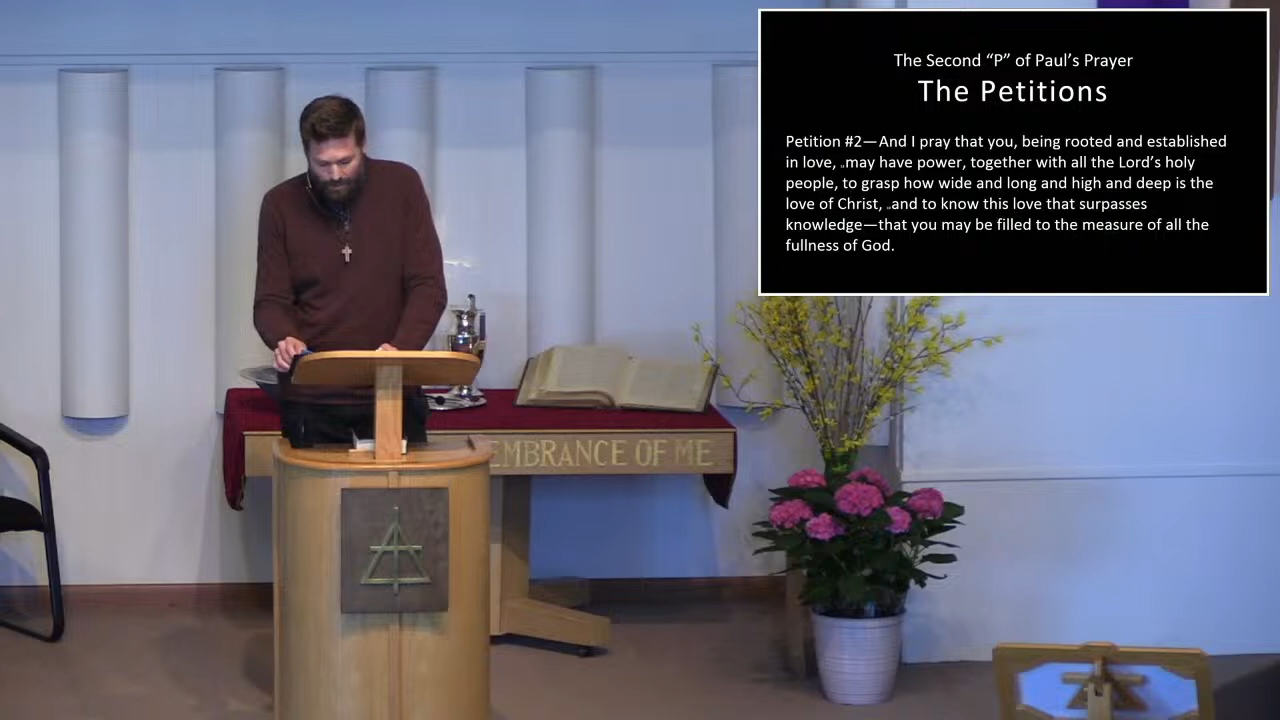 The Second “P” of Paul’s Prayer
The Petitions
Petition #2—And I pray that you, being rooted and established
in love, may have power, together with all the Lord’s holy
people, to grasp how wide and long and high and deep is the
love of Christ, and to know this love that surpasses
knowledge—that you may be filled to the measure of all the
fullness of God.
EMBRANCE OF ME